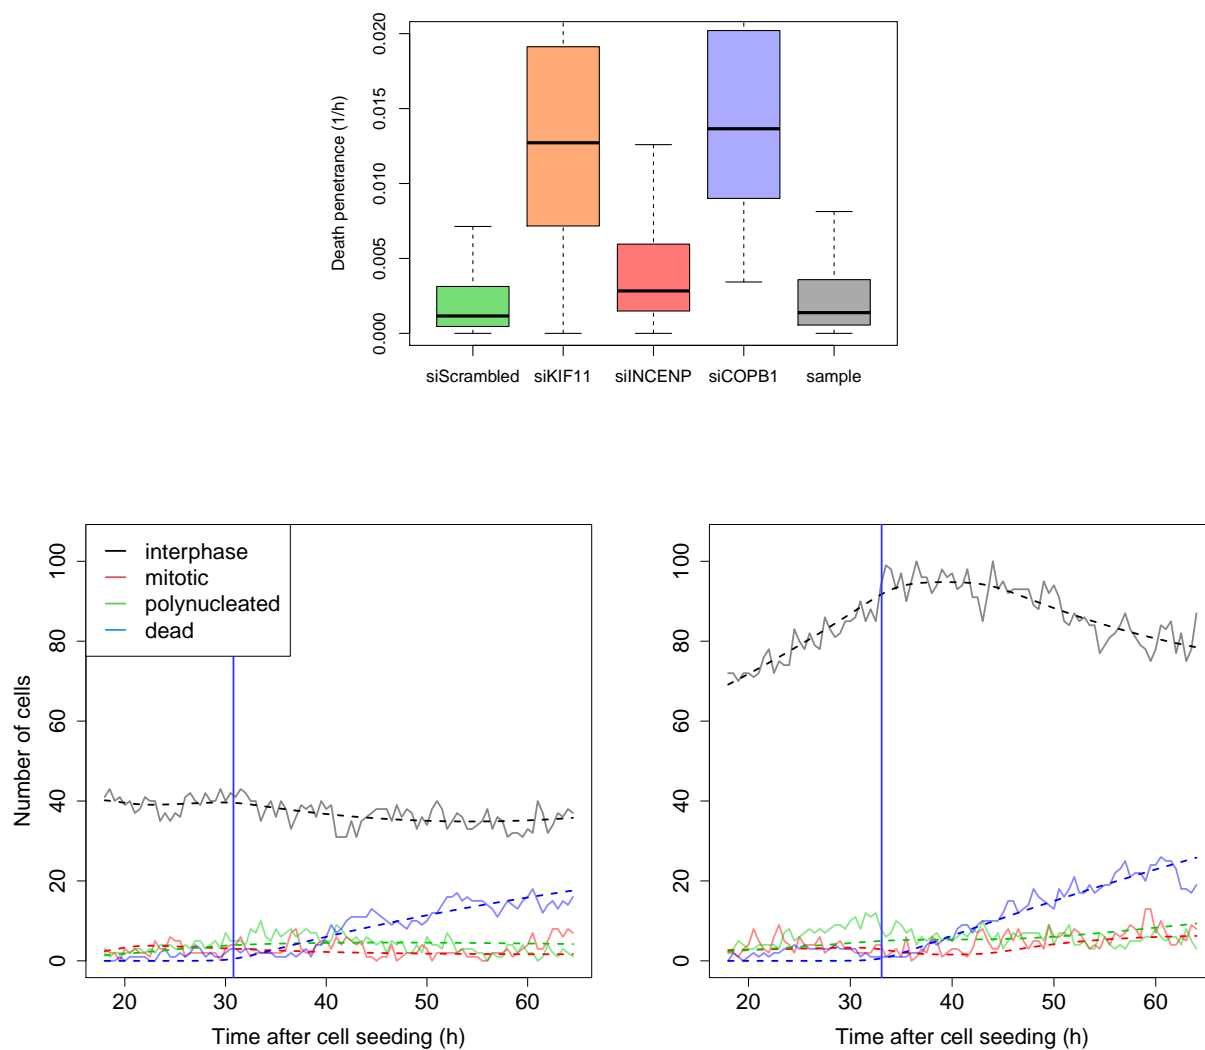 Death penetrance (1/h)
0.020
0.015
0.010
0.005
0.000
siScrambled siKIF11 siINCENP siCOPB1 sample
Number of cells
100
80
60
40
20
0
interphase
mitotic
polynucleated
dead
20 30 40 50 60
Time after cell seeding (h)
100
80
60
40
20
0
20 30 40 50 60
Time after cell seeding (h)